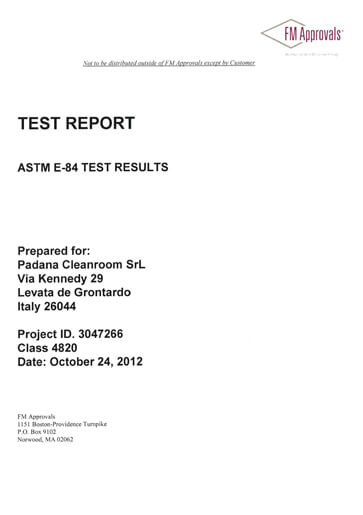 FM Approvals
Not to be distributed outside of FM Approvals except by Customer
TEST REPORT
ASTM E-84 TEST RESULTS
Prepared for:
Padana Cleanroom SrL
Via Kennedy 29
Levata de Grontardo
Italy 26044
Project ID. 3047266
Class 4820
Date: October 24, 2012
FM Approvals
1151 Boston-Providence Turnpike
P.O. Box 9102
Norwood, MA 02062